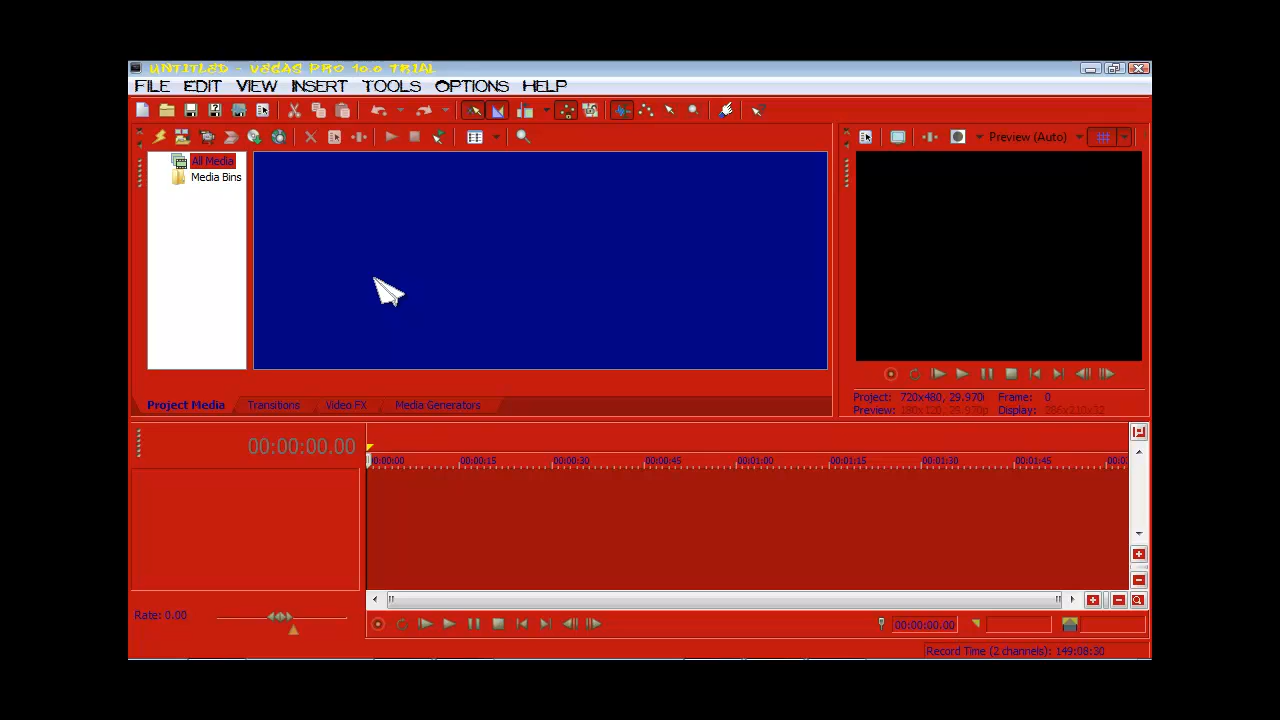 UNTITLED - VEGAS PRO 10.0 TRIAL
FILE EDIT VIEW INSERT TOOLS OPTIONS HELP
Preview (Auto)
All Media
Media Bins
Project Media Transitions Video FX Media Generators
Project: 720x480, 29.970i Frame: 0
Preview: 180x120, 29.970p Display: 286x210x32
00:00:00.00
00:00:00 00:00:15 00:00:30 00:00:45 00:01:00 00:01:15 00:01:30 00:01:45
Rate: 0.00
00:00:00.00
Record Time (2 channels): 149:08:30